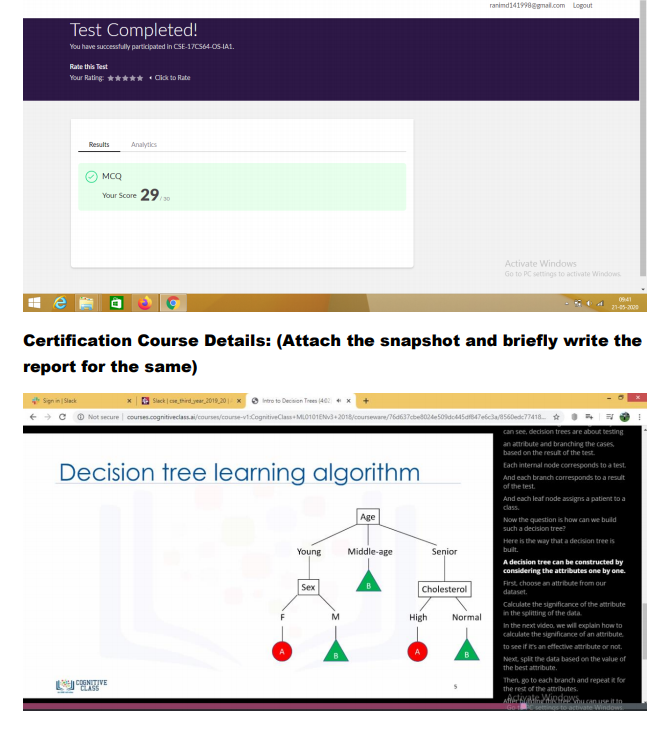 ranimd141998@gmail.com Logout
Test Completed!
You have successfully participated in CSE-17CS64-OS-IA1.
Rate this Test
Your Rating: ★★★★★ Click to Rate
Results Analytics
MCQ
Your Score 29 / 30
Activate Windows
Go to PC settings to activate Windows.
09:41
21-05-2020
Certification Course Details: (Attach the snapshot and briefly write the
report for the same)
Sign in | Slack
Slack | cse_third_year_2019_20 |
Intro to Decision Trees (4:02)
Not secure | courses.cognitiveclass.ai/courses/course-v1:CognitiveClass+ML0101ENv3+2018/courseware/76d637cbe8024e509dc445df847e6c3a/8560edc77418...
Decision tree learning algorithm
Age
Young Middle-age Senior
Sex B Cholesterol
F M High Normal
A B A B
COGNITIVE
CLASS
5
can see, decision trees are about testing
an attribute and branching the cases,
based on the result of the test.
Each internal node corresponds to a test.
And each branch corresponds to a result
of the test.
And each leaf node assigns a patient to a
class.
Now the question is how can we build
such a decision tree?
Here is the way that a decision tree is
built.
A decision tree can be constructed by
considering the attributes one by one.
First, choose an attribute from our
dataset.
Calculate the significance of the attribute
in the splitting of the data.
In the next video, we will explain how to
calculate the significance of an attribute,
to see if it's an effective attribute or not.
Next, split the data based on the value of
the best attribute.
Then, go to each branch and repeat it for
the rest of the attributes.
After building this tree, you can use it to
Activate Windows
Go to PC settings to activate Windows.